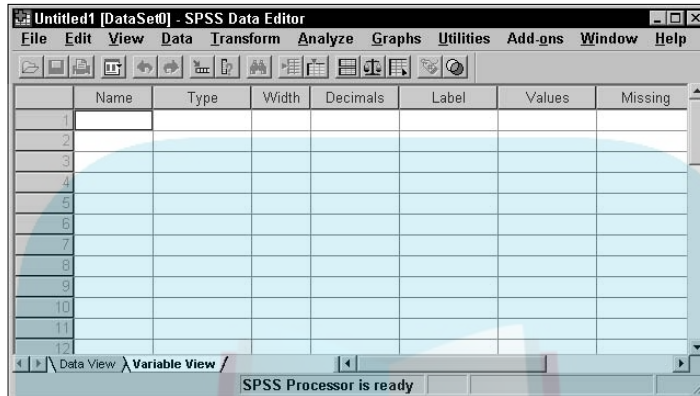 Untitled1 [DataSet0] - SPSS Data Editor
File Edit View Data Transform Analyze Graphs Utilities Add-ons Window Help
Name Type Width Decimals Label Values Missing
1
2
3
4
5
6
7
8
9
10
11
12
Data View Variable View
SPSS Processor is ready